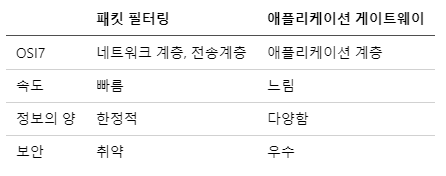 패킷 필터링 애플리케이션 게이트웨이
OSI7 네트워크 계층, 전송계층 애플리케이션 계층
속도 빠름 느림
정보의 양 한정적 다양함
보안 취약 우수